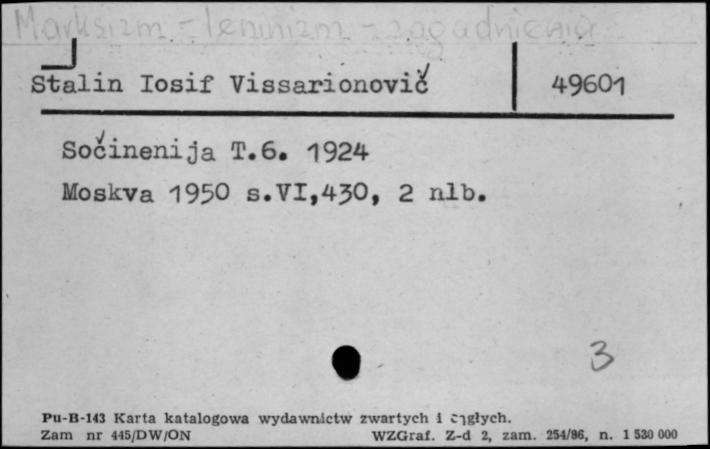 Marksizm - leninizm - zagadnienia
Stalin Iosif Vissarionovič 49601
Sočinenija T.6. 1924
Moskva 1950 s.VI,430, 2 nlb.
3
Pu-B-143 Karta katalogowa wydawnictw zwartych i ciągłych.
Zam nr 445/DW/ON WZGraf. Z-d 2, zam. 254/86, n. 1 530 000